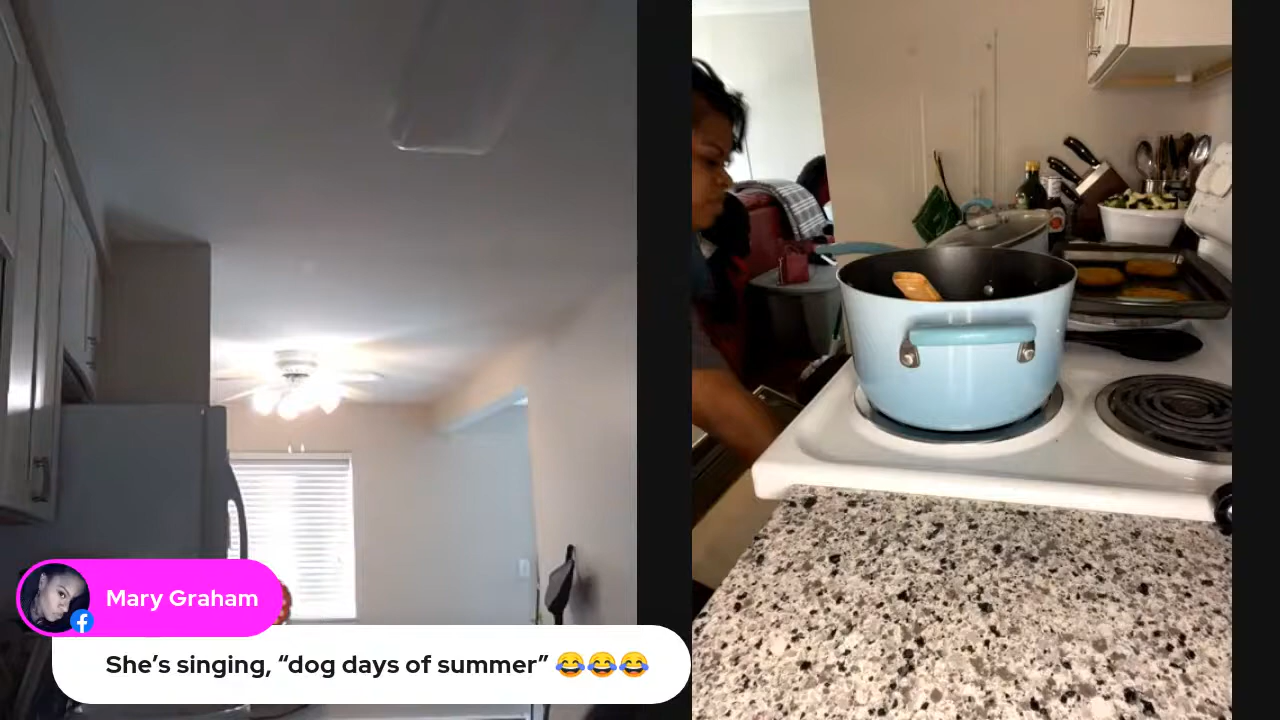 Mary Graham
She’s singing, “dog days of summer” 😂😂😂